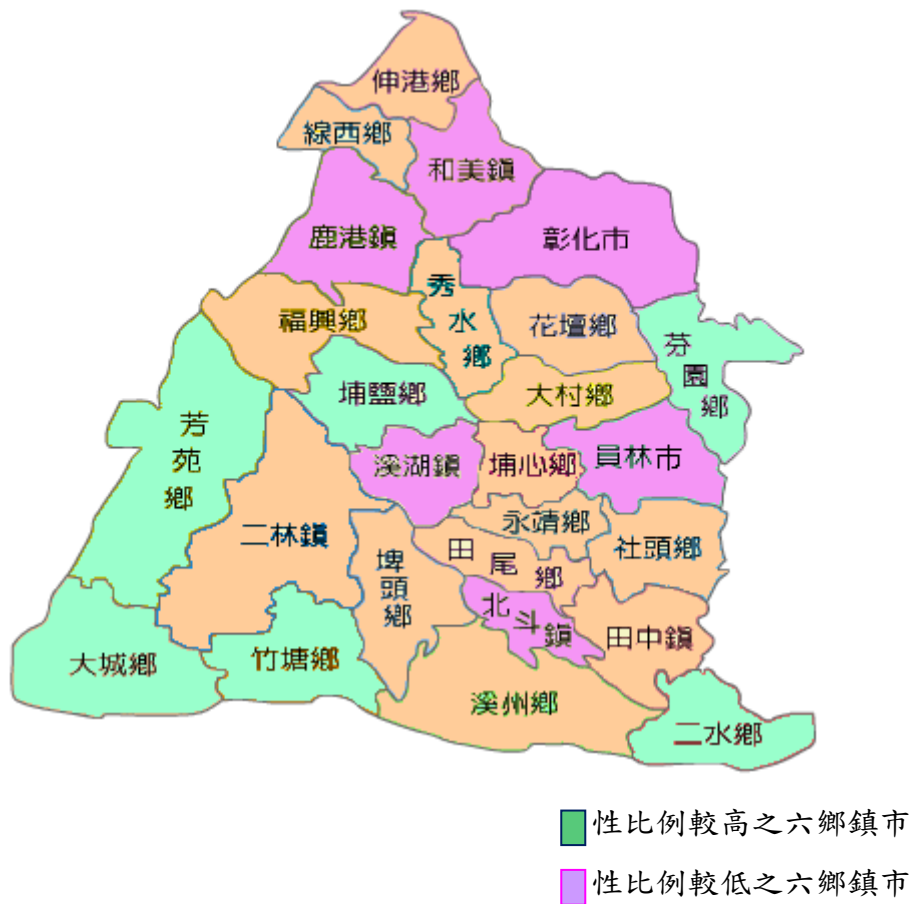 伸港鄉
線西鄉
和美鎮
鹿港鎮
彰化市
秀水鄉
福興鄉
花壇鄉
芬園鄉
埔鹽鄉
大村鄉
芳苑鄉
溪湖鎮
埔心鄉
員林市
二林鎮
永靖鄉
田尾鄉
社頭鄉
埤頭鄉
北斗鎮
田中鎮
大城鄉
竹塘鄉
溪州鄉
二水鄉
性比例較高之六鄉鎮市
性比例較低之六鄉鎮市